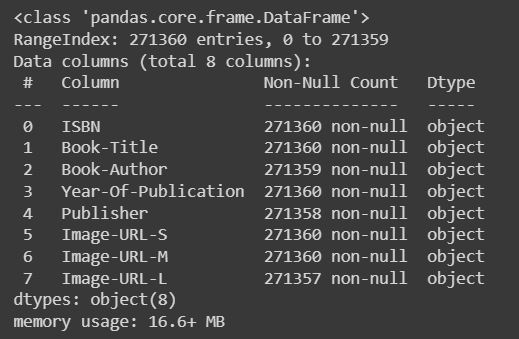 <class 'pandas.core.frame.DataFrame'>
RangeIndex: 271360 entries, 0 to 271359
Data columns (total 8 columns):
 #   Column               Non-Null Count   Dtype
---  ------               --------------   -----
 0   ISBN                 271360 non-null  object
 1   Book-Title           271360 non-null  object
 2   Book-Author          271359 non-null  object
 3   Year-Of-Publication  271360 non-null  object
 4   Publisher            271358 non-null  object
 5   Image-URL-S          271360 non-null  object
 6   Image-URL-M          271360 non-null  object
 7   Image-URL-L          271357 non-null  object
dtypes: object(8)
memory usage: 16.6+ MB